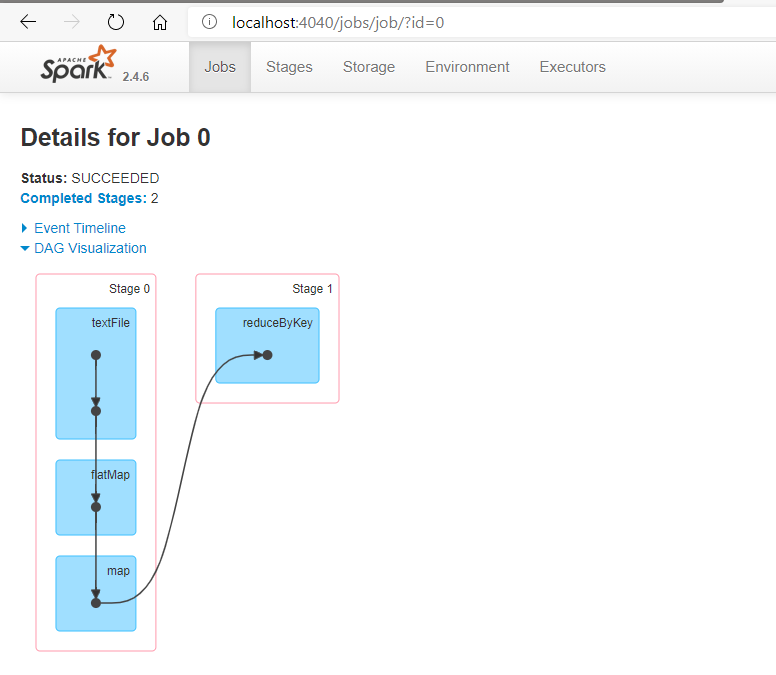 localhost:4040/jobs/job/?id=0
APACHE
Spark 2.4.6
Jobs Stages Storage Environment Executors
Details for Job 0
Status: SUCCEEDED
Completed Stages: 2
Event Timeline
DAG Visualization
Stage 0
textFile
flatMap
map
Stage 1
reduceByKey